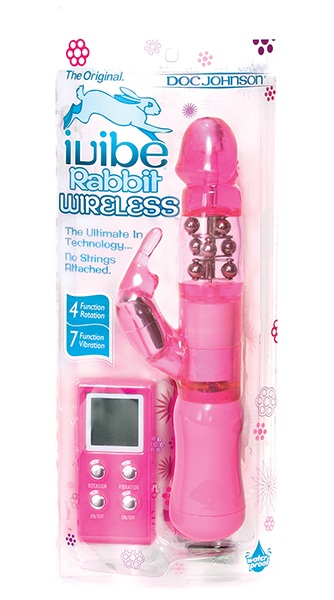 The Original.
DOC JOHNSON®
iVibe
Rabbit
WIRELESS
The Ultimate In
Technology...
No Strings
Attached.
4 Function
Rotation
7 Function
Vibration
ROTATION VIBRATION
ON/OFF ON/OFF
water
proof